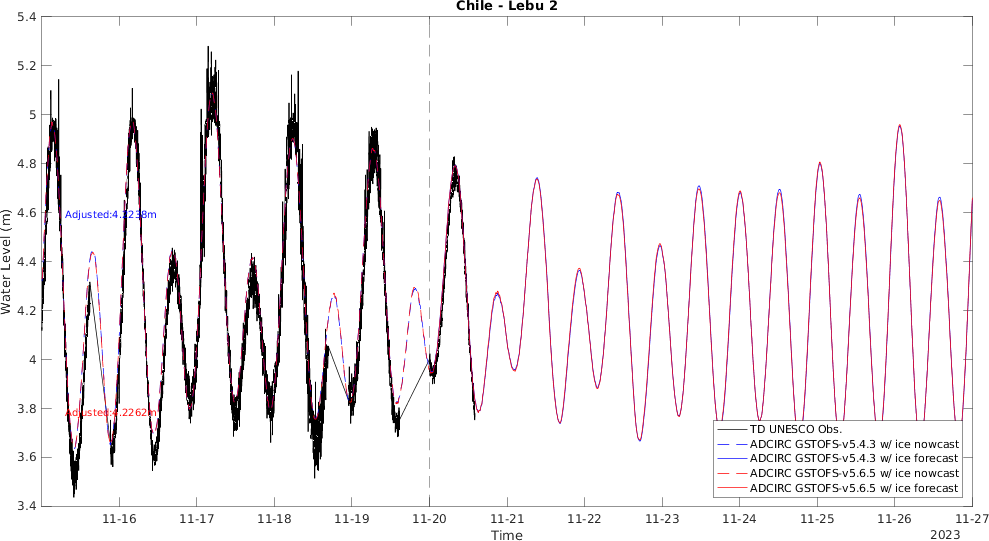 Chile - Lebu 2
5.4
5.2
5
4.8
4.6
4.4
4.2
4
3.8
3.6
3.4
Water Level (m)
Adjusted:4.2238m
Adjusted:4.2262m
TD UNESCO Obs.
ADCIRC GSTOFS-v5.4.3 w/ ice nowcast
ADCIRC GSTOFS-v5.4.3 w/ ice forecast
ADCIRC GSTOFS-v5.6.5 w/ ice nowcast
ADCIRC GSTOFS-v5.6.5 w/ ice forecast
11-16 11-17 11-18 11-19 11-20 11-21 11-22 11-23 11-24 11-25 11-26 11-27
Time
2023